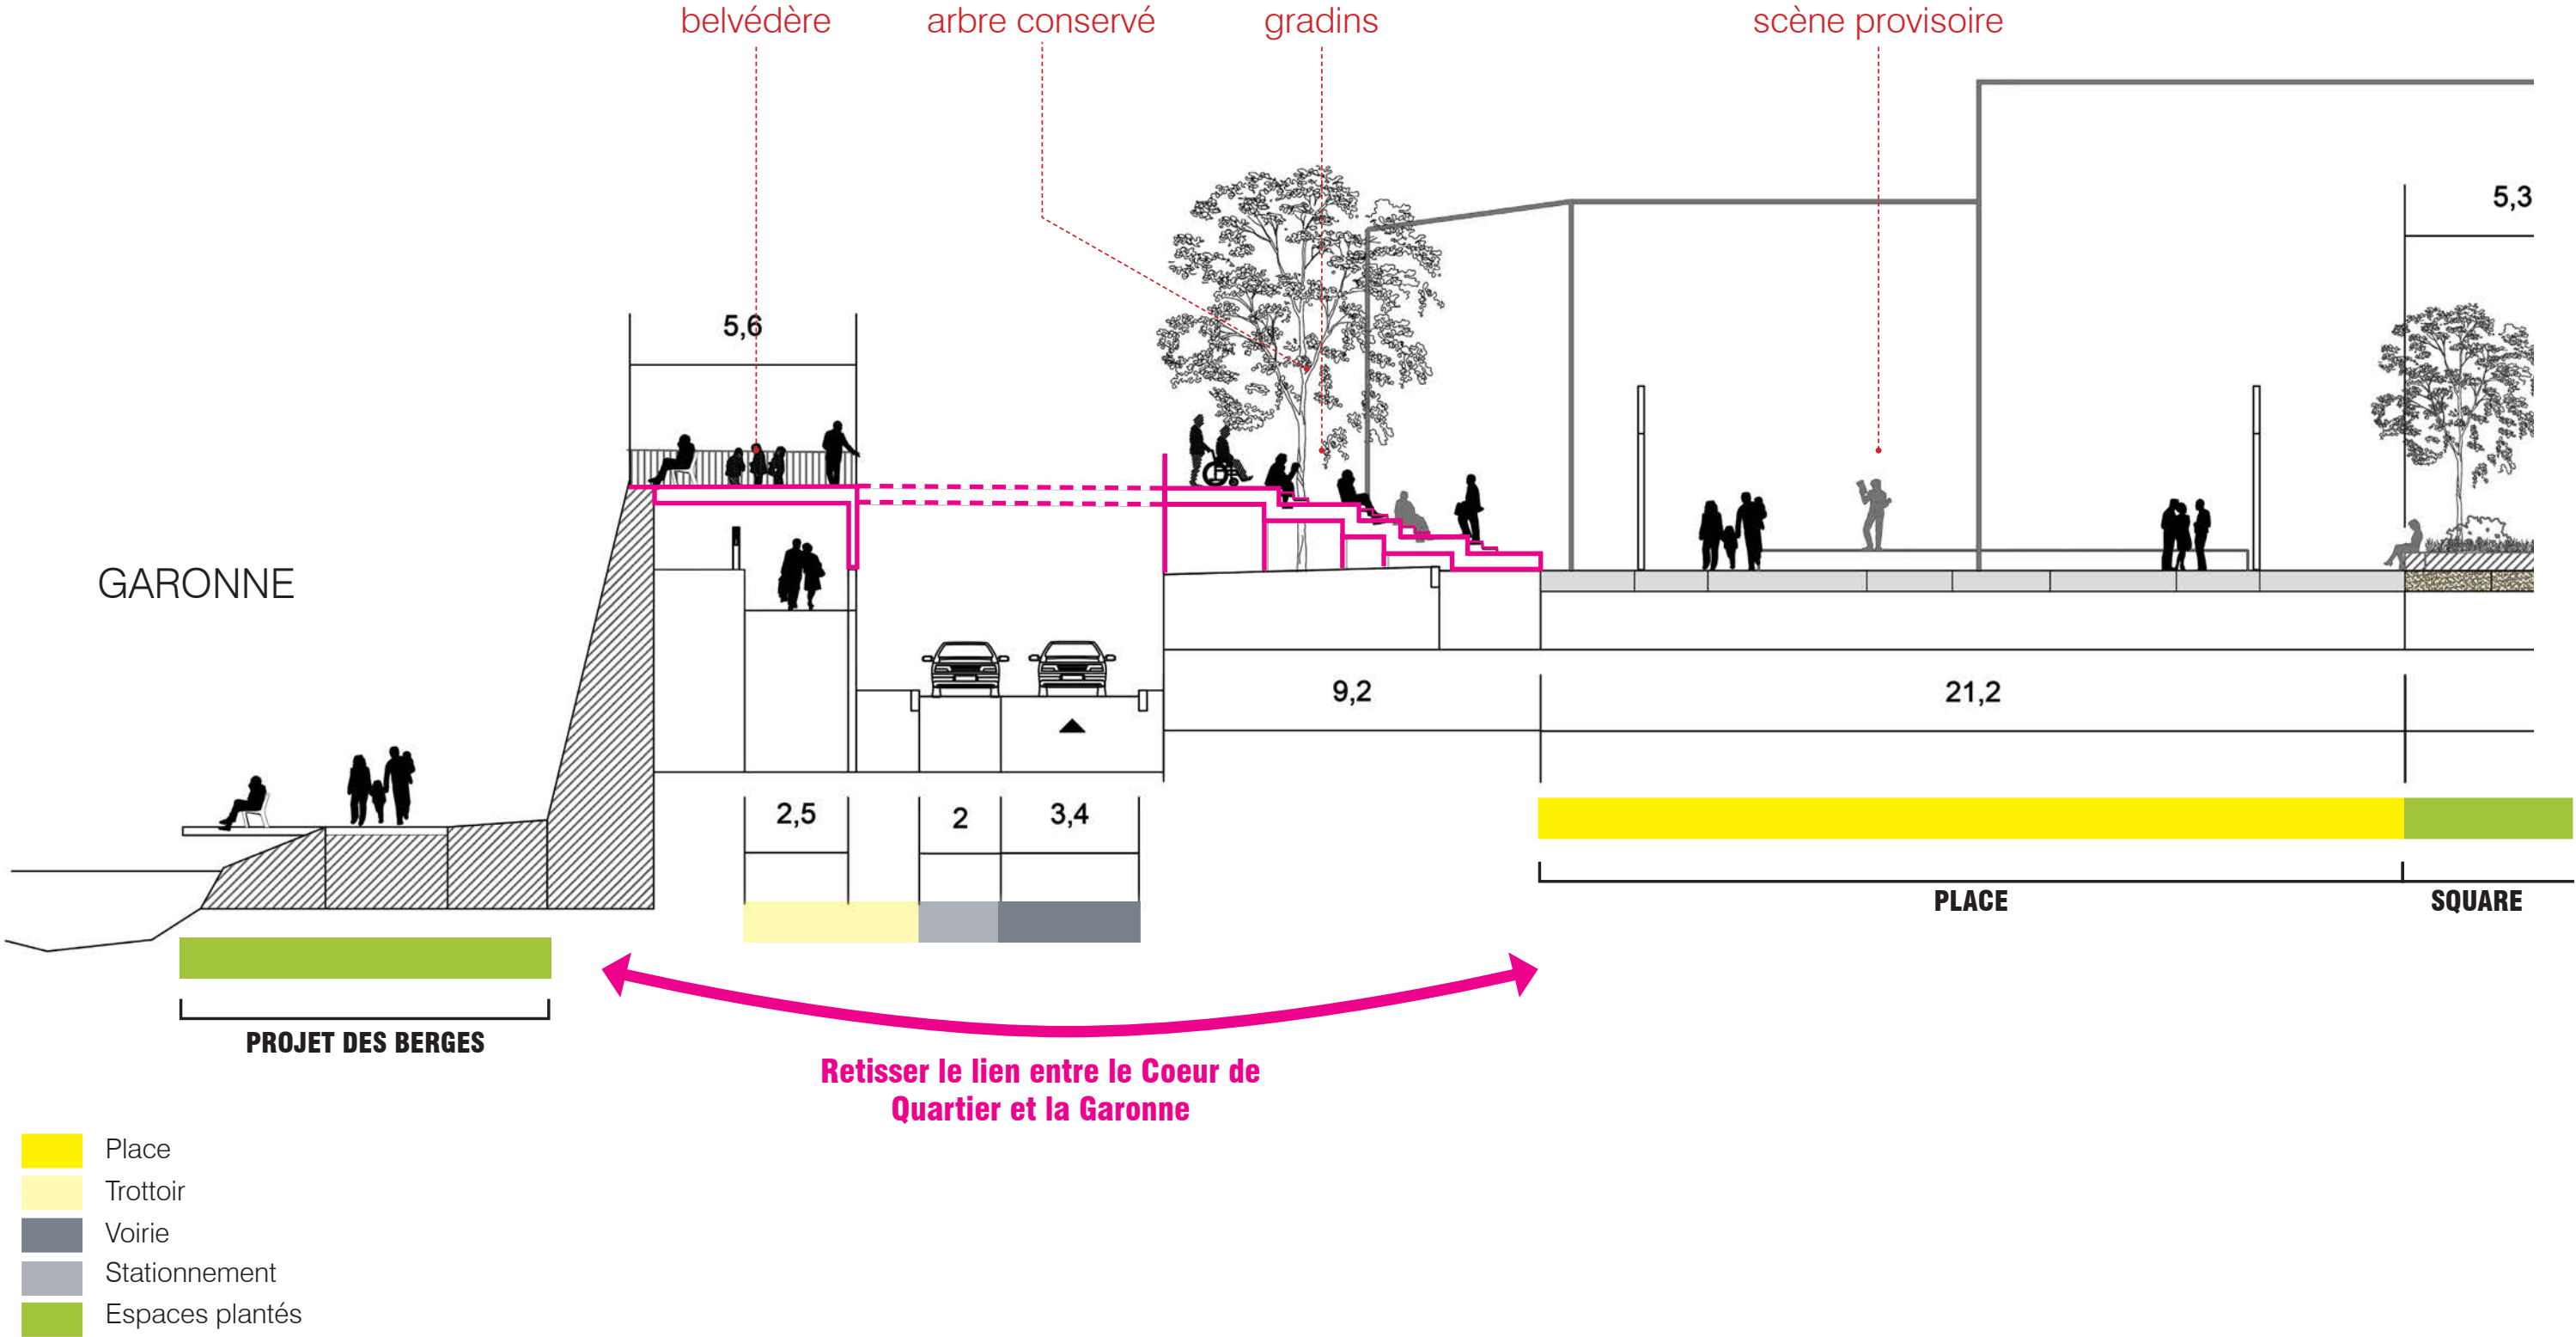 belvédère
arbre conservé
gradins
scène provisoire
5,3
5,6
GARONNE
9,2
21,2
2,5
2
3,4
PLACE
SQUARE
PROJET DES BERGES
Retisser le lien entre le Coeur de
Quartier et la Garonne
Place
Trottoir
Voirie
Stationnement
Espaces plantés